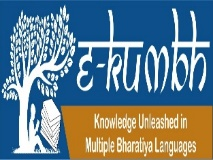 e-kumbh
Knowledge Unleashed in
Multiple Bharatiya Languages